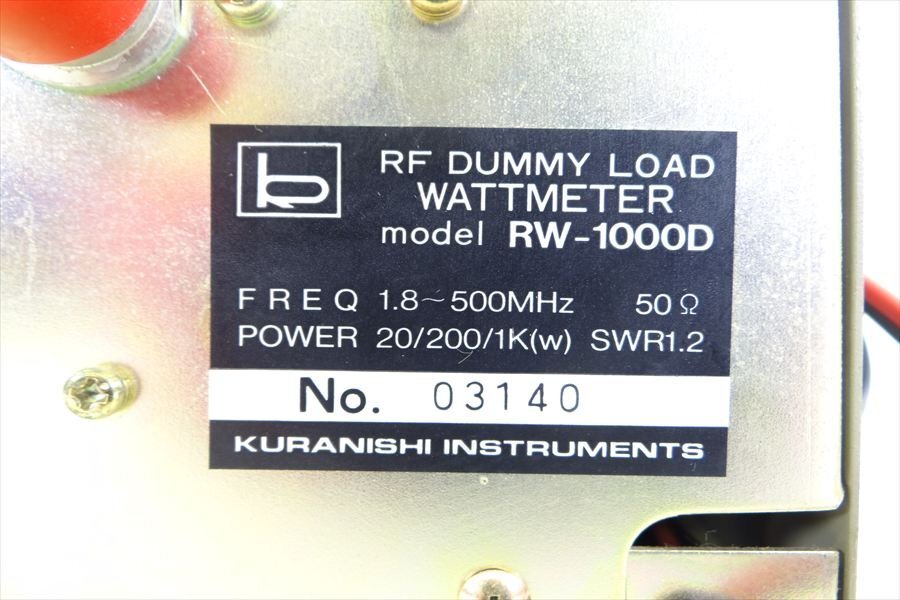 RF DUMMY LOAD
WATTMETER
model RW-1000D
FREQ 1.8~500MHz 50Ω
POWER 20/200/1K(w) SWR1.2
No. 03140
KURANISHI INSTRUMENTS